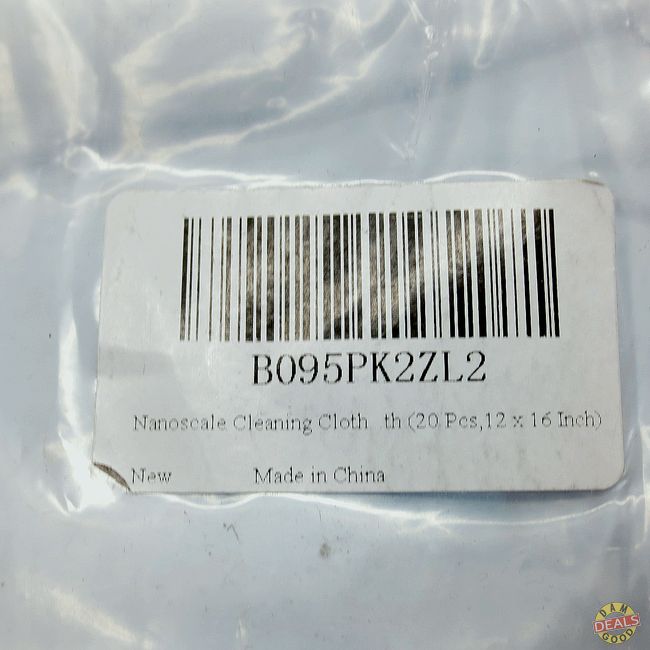 B095PK2ZL2
Nanoscale Cleaning Cloth ..th (20 Pcs,12 x 16 Inch)
New Made in China
DAM
DEALS
GOOD